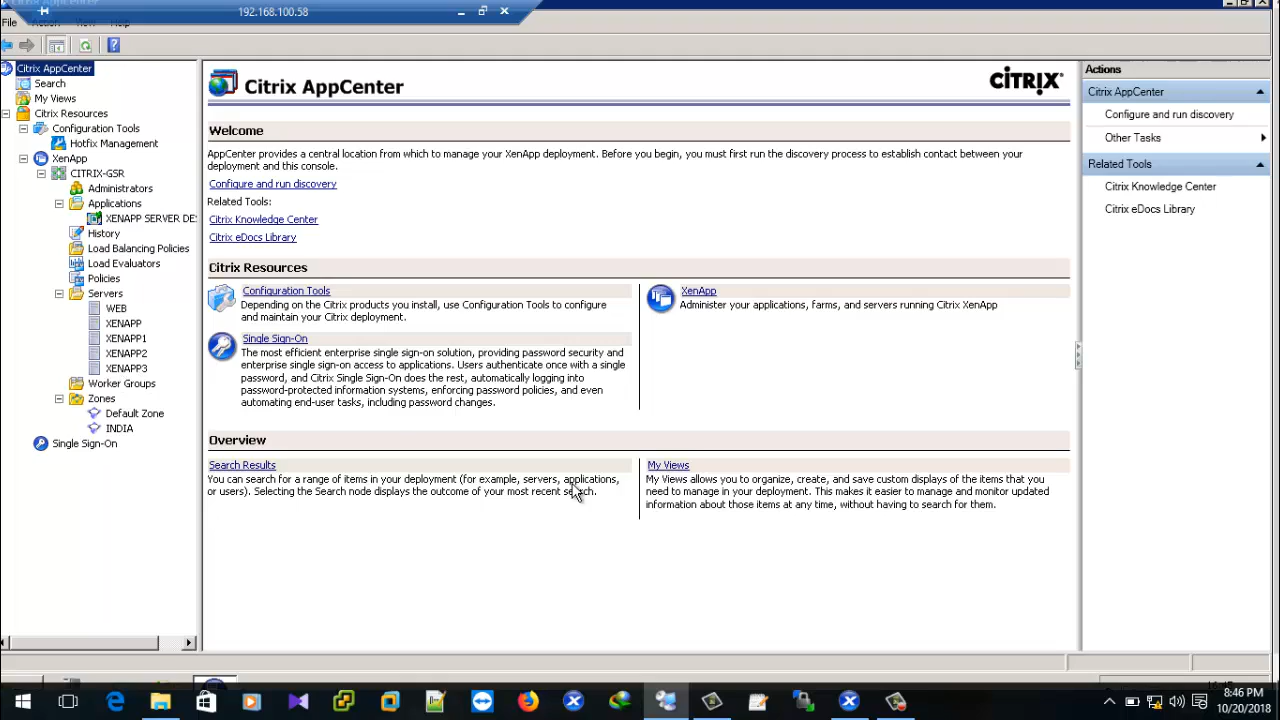 192.168.100.58
File Action View Help
Citrix AppCenter
Search
My Views
Citrix Resources
Configuration Tools
Hotfix Management
XenApp
CITRIX-GSR
Administrators
Applications
XENAPP SERVER DES
History
Load Balancing Policies
Load Evaluators
Policies
Servers
WEB
XENAPP
XENAPP1
XENAPP2
XENAPP3
Worker Groups
Zones
Default Zone
INDIA
Single Sign-On
Citrix AppCenter
CITRIX
Welcome
AppCenter provides a central location from which to manage your XenApp deployment. Before you begin, you must first run the discovery process to establish contact between your
deployment and this console.
Configure and run discovery
Related Tools:
Citrix Knowledge Center
Citrix eDocs Library
Citrix Resources
Configuration Tools
Depending on the Citrix products you install, use Configuration Tools to configure
and maintain your Citrix deployment.
Single Sign-On
The most efficient enterprise single sign-on solution, providing password security and
enterprise single sign-on access to applications. Users authenticate once with a single
password, and Citrix Single Sign-On does the rest, automatically logging into
password-protected information systems, enforcing password policies, and even
automating end-user tasks, including password changes.
XenApp
Administer your applications, farms, and servers running Citrix XenApp
Overview
Search Results
You can search for a range of items in your deployment (for example, servers, applications,
or users). Selecting the Search node displays the outcome of your most recent search.
My Views
My Views allows you to organize, create, and save custom displays of the items that you
need to manage in your deployment. This makes it easier to manage and monitor updated
information about those items at any time, without having to search for them.
Actions
Citrix AppCenter
Configure and run discovery
Other Tasks
Related Tools
Citrix Knowledge Center
Citrix eDocs Library
8:46 PM
10/20/2018